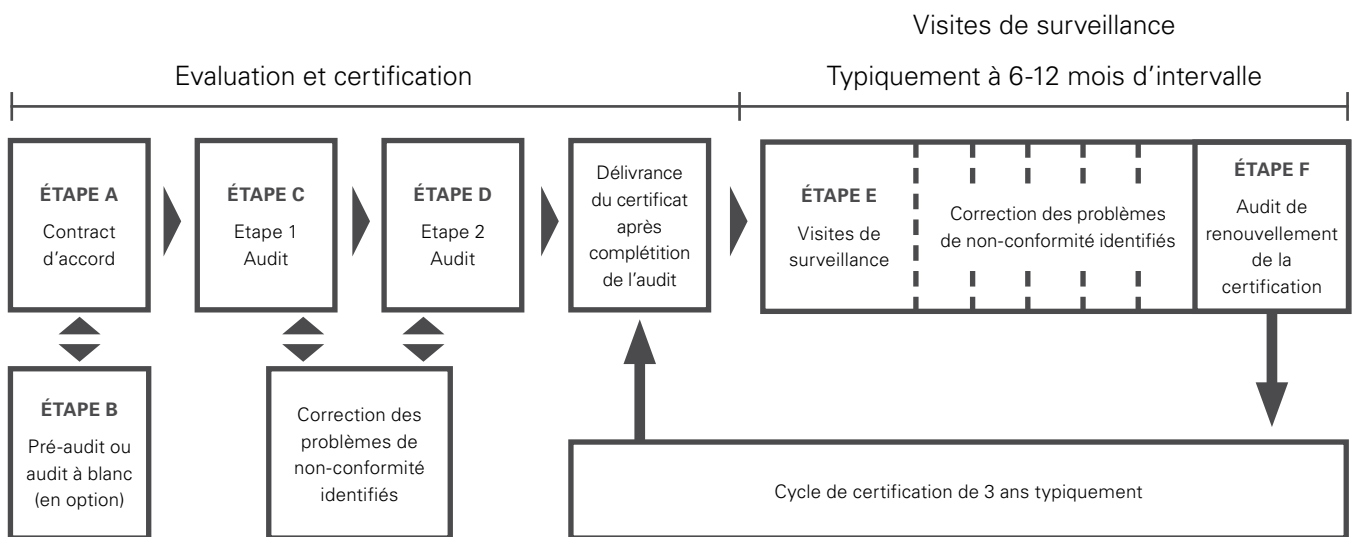 Visites de surveillance
Evaluation et certification
Typiquement à 6-12 mois d’intervalle
ÉTAPE A
Contract
d’accord
ÉTAPE C
Etape 1
Audit
ÉTAPE D
Etape 2
Audit
Délivrance
du certificat
après
complétition
de l’audit
ÉTAPE E
Visites de
surveillance
Correction des problèmes
de non-conformité identifiés
ÉTAPE F
Audit de
renouvellement
de la
certification
ÉTAPE B
Pré-audit ou
audit à blanc
(en option)
Correction des
problèmes de
non-conformité
identifiés
Cycle de certification de 3 ans typiquement